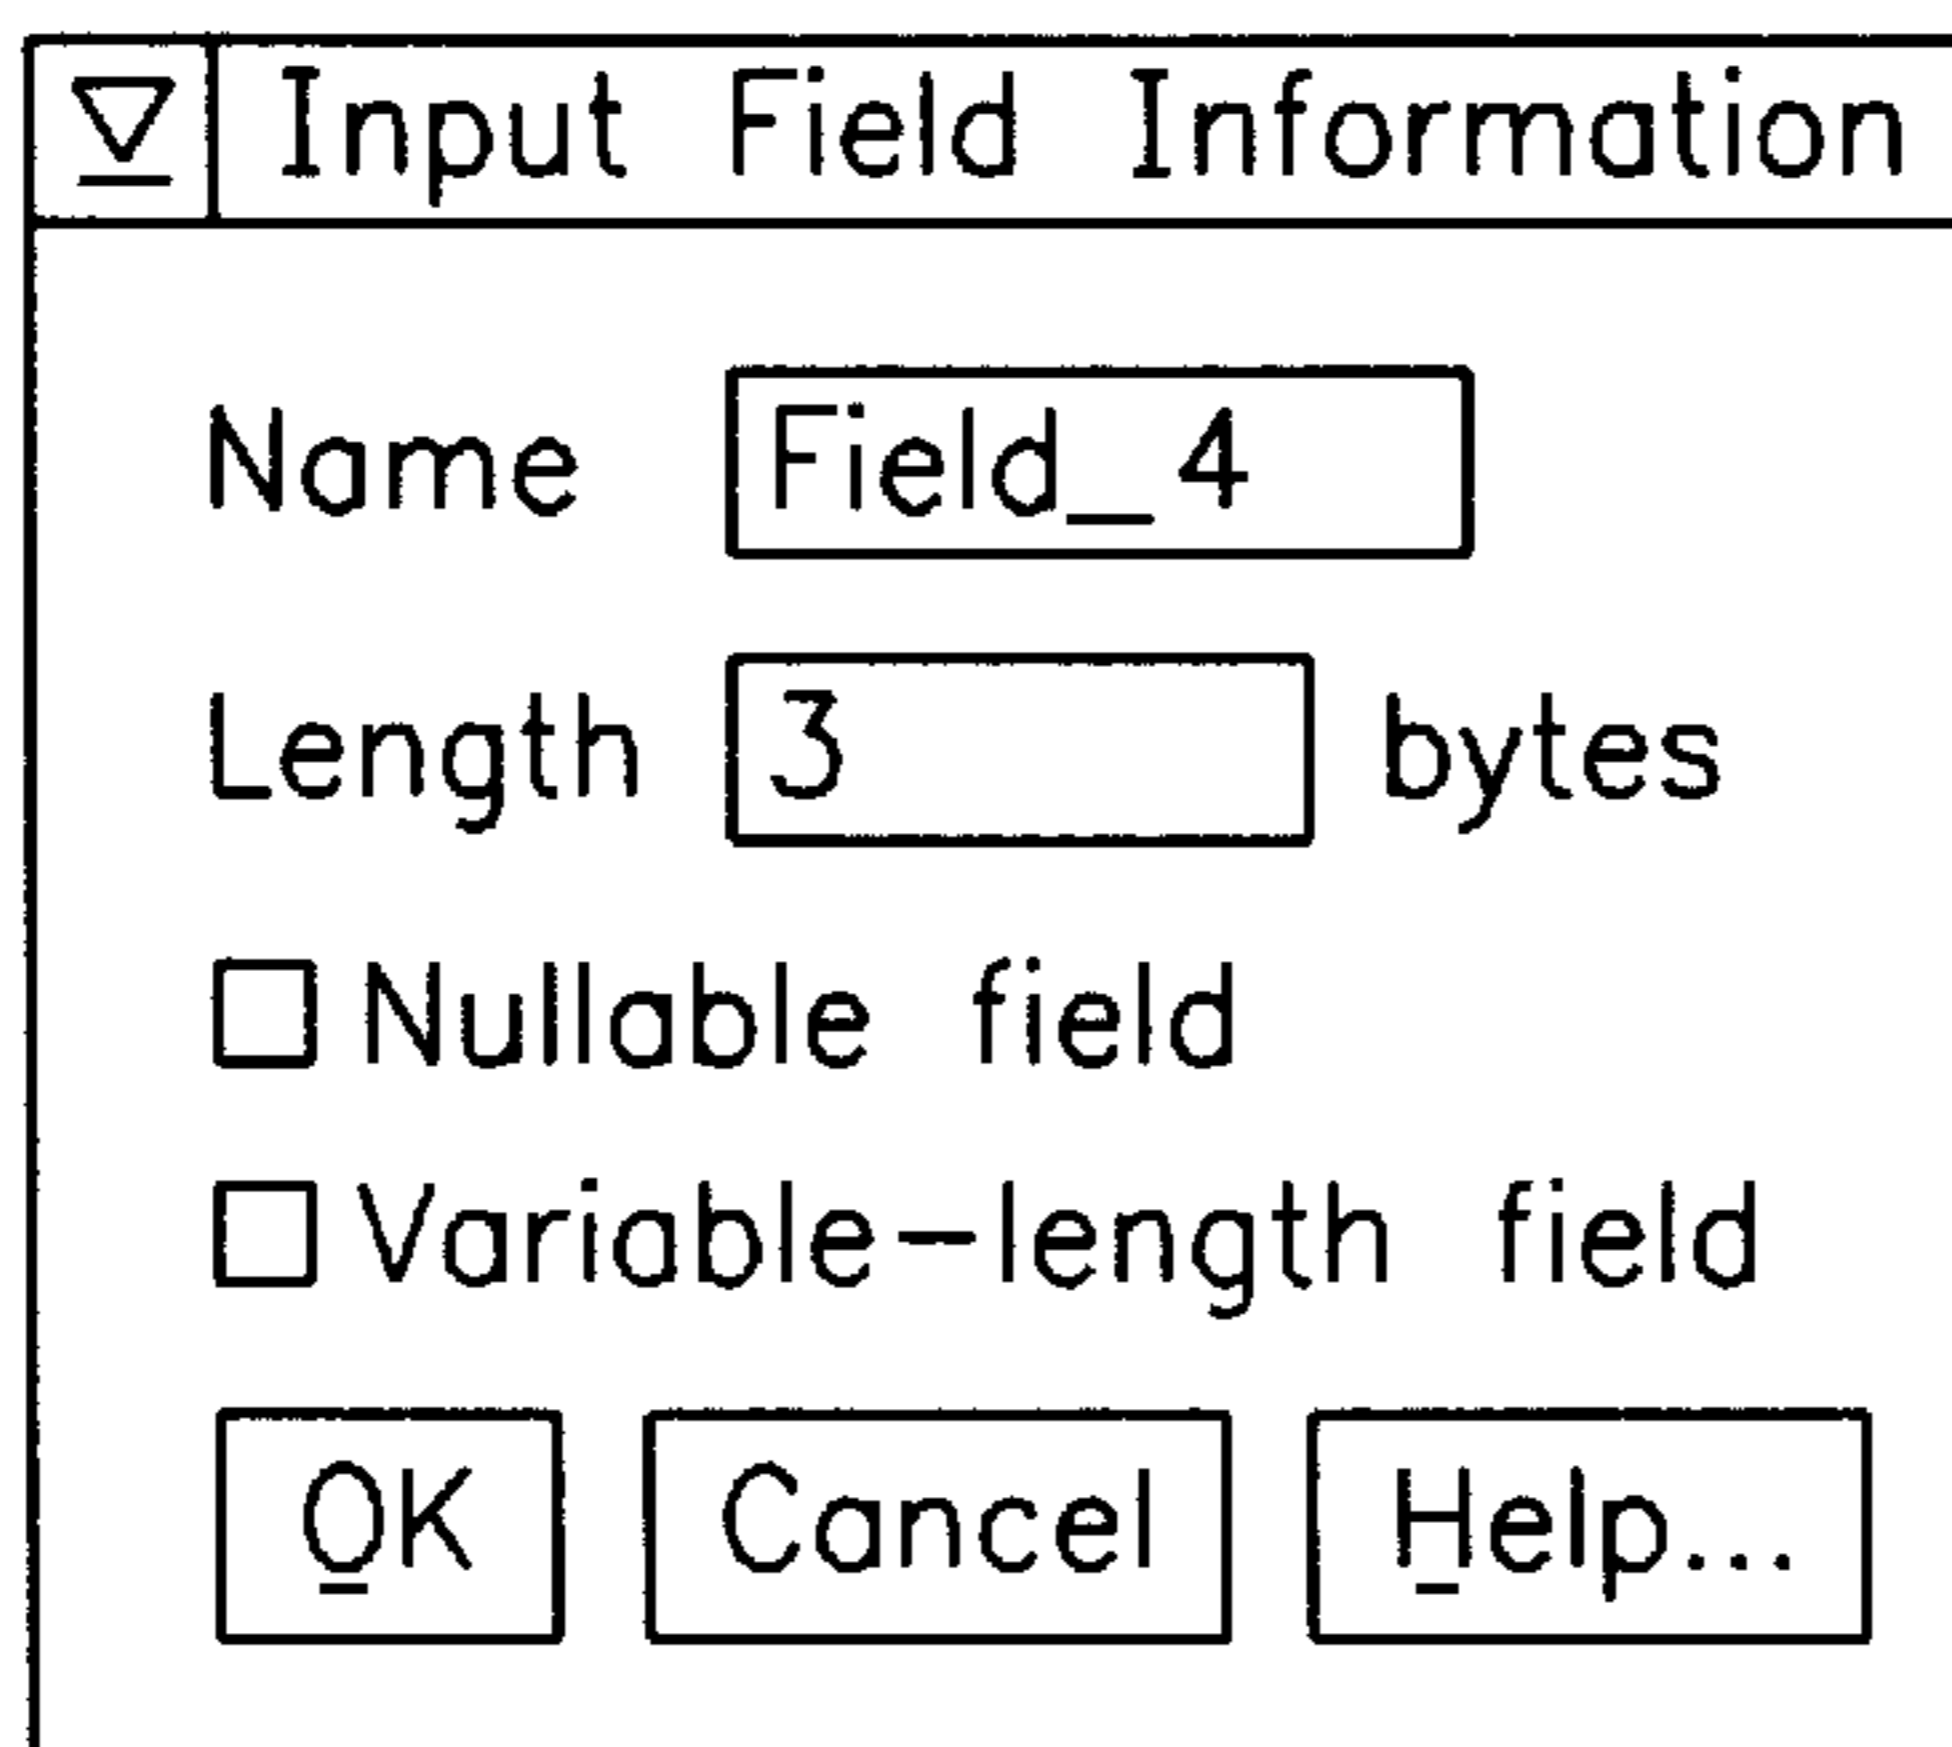 Input Field Information
Name Field_4
Length 3 bytes
Nullable field
Variable-length field
OK Cancel Help...